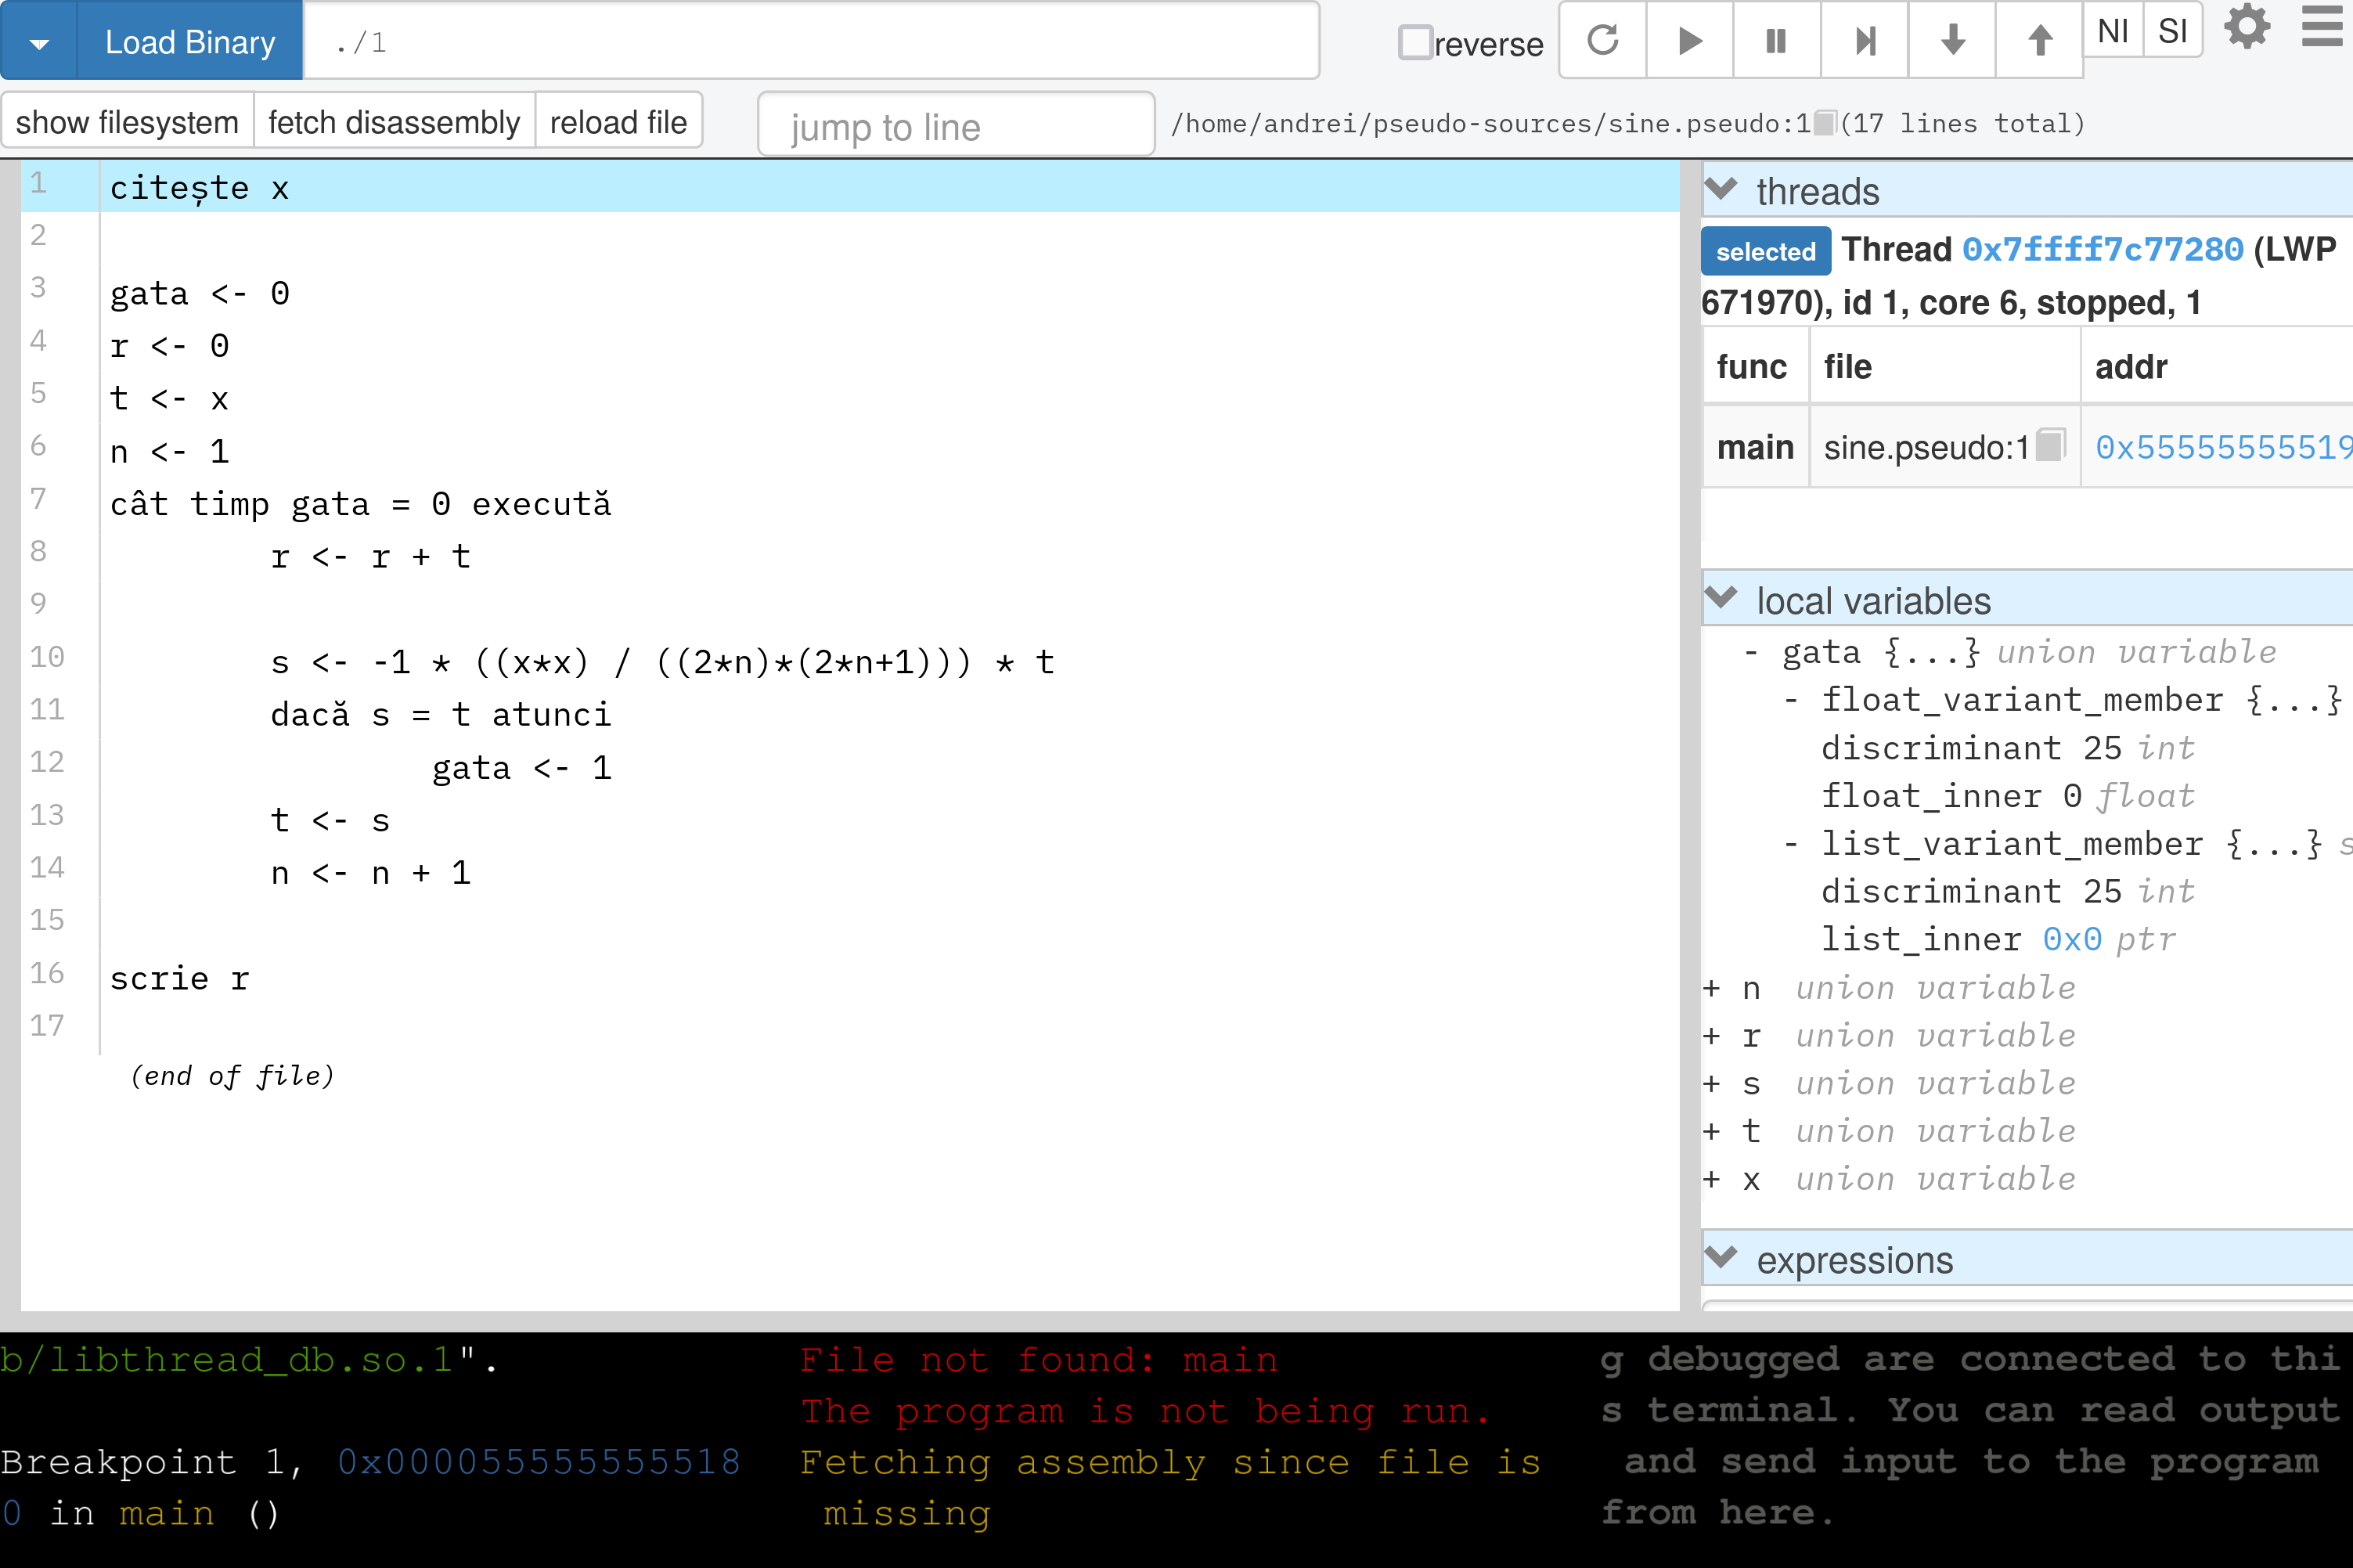 Load Binary ./1 reverse NI SI
show filesystem fetch disassembly reload file jump to line /home/andrei/pseudo-sources/sine.pseudo:1 (17 lines total)
1 citește x
2
3 gata <- 0
4 r <- 0
5 t <- x
6 n <- 1
7 cât timp gata = 0 execută
8 r <- r + t
9
10 s <- -1 * ((x*x) / ((2*n)*(2*n+1))) * t
11 dacă s = t atunci
12 gata <- 1
13 t <- s
14 n <- n + 1
15
16 scrie r
17
(end of file)
threads
selected Thread 0x7ffff7c77280 (LWP
671970), id 1, core 6, stopped, 1
func file addr
main sine.pseudo:1 0x55555555519
local variables
- gata {...} union variable
- float_variant_member {...}
discriminant 25 int
float_inner 0 float
- list_variant_member {...} s
discriminant 25 int
list_inner 0x0 ptr
+ n union variable
+ r union variable
+ s union variable
+ t union variable
+ x union variable
expressions
b/libthread_db.so.1".
Breakpoint 1, 0x000055555555518
0 in main ()
File not found: main
The program is not being run.
Fetching assembly since file is
missing
g debugged are connected to thi
s terminal. You can read output
and send input to the program
from here.